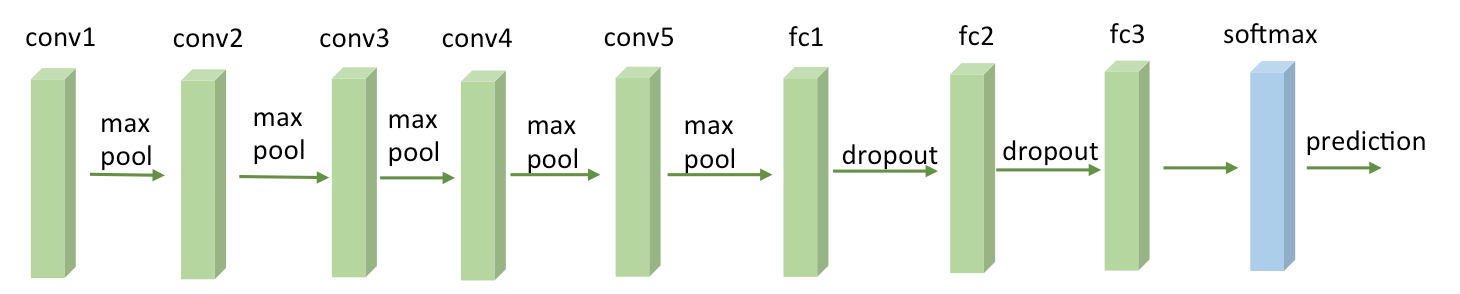 conv1
conv2
conv3
conv4
conv5
fc1
fc2
fc3
softmax
max
pool
max
pool
max
pool
max
pool
max
pool
dropout
dropout
prediction